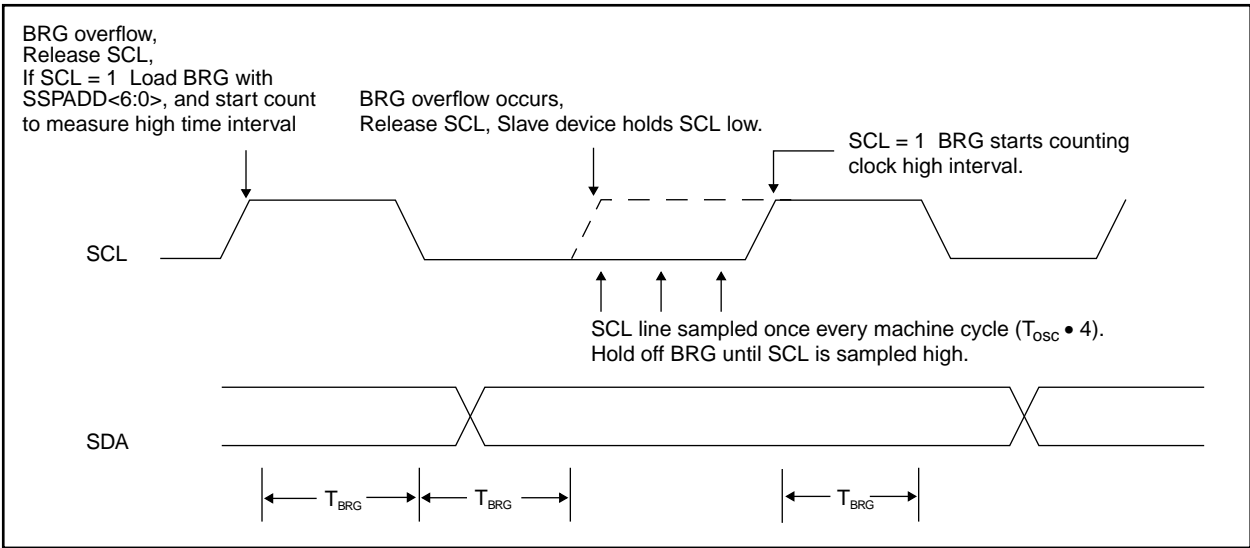 BRG overflow,
Release SCL,
If SCL = 1 Load BRG with
SSPADD<6:0>, and start count
to measure high time interval
BRG overflow occurs,
Release SCL, Slave device holds SCL low.
SCL = 1 BRG starts counting
clock high interval.
SCL
SCL line sampled once every machine cycle (Tosc • 4).
Hold off BRG until SCL is sampled high.
SDA
TBRG
TBRG
TBRG